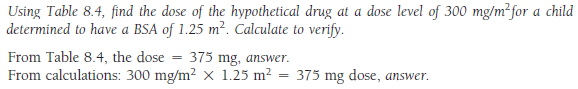 Using Table 8.4, find the dose of the hypothetical drug at a dose level of 300 mg/m² for a child
determined to have a BSA of 1.25 m². Calculate to verify.
From Table 8.4, the dose = 375 mg, answer.
From calculations: 300 mg/m² × 1.25 m² = 375 mg dose, answer.